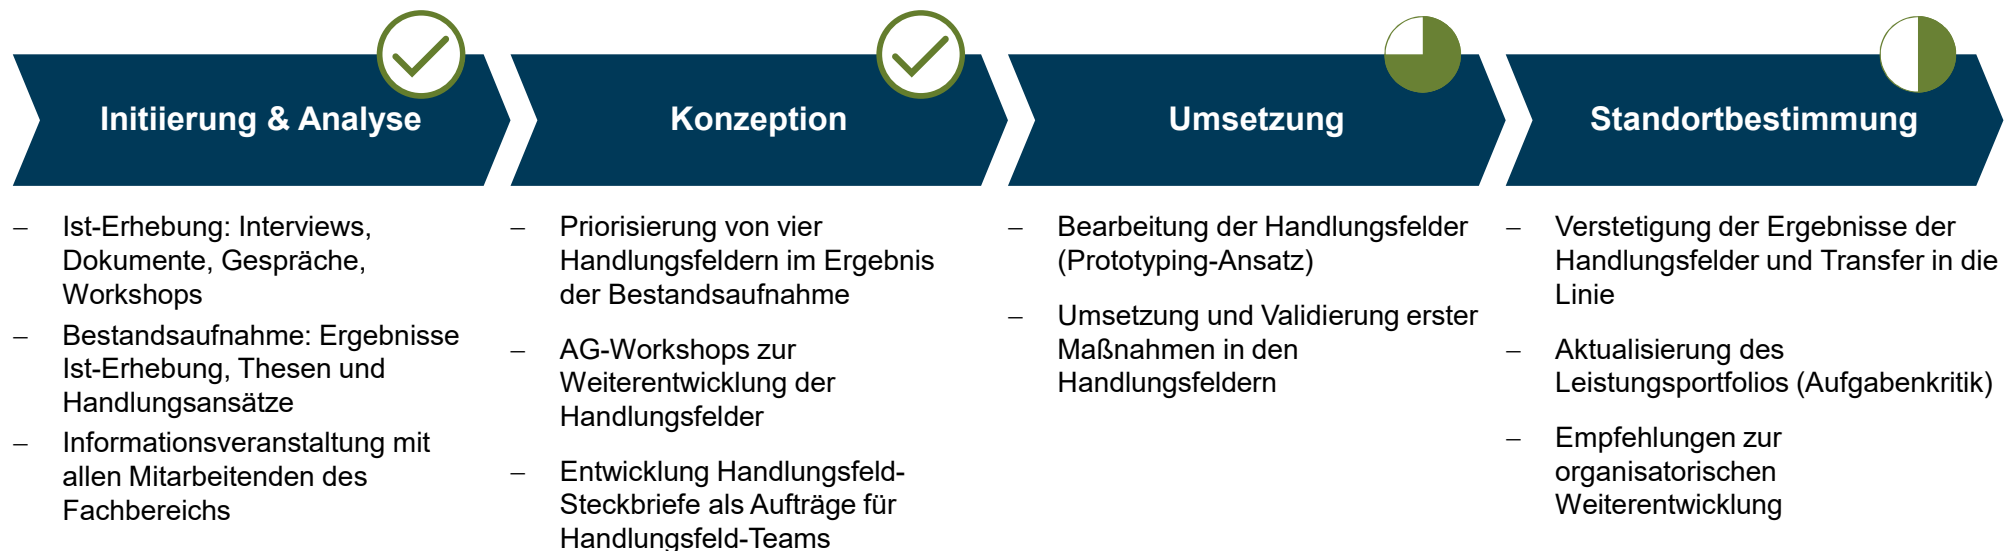 Initiierung & Analyse
Konzeption
Umsetzung
Standortbestimmung
– Ist-Erhebung: Interviews,
Dokumente, Gespräche,
Workshops
– Bestandsaufnahme: Ergebnisse
Ist-Erhebung, Thesen und
Handlungsansätze
– Informationsveranstaltung mit
allen Mitarbeitenden des
Fachbereichs
– Priorisierung von vier
Handlungsfeldern im Ergebnis
der Bestandsaufnahme
– AG-Workshops zur
Weiterentwicklung der
Handlungsfelder
– Entwicklung Handlungsfeld-
Steckbriefe als Aufträge für
Handlungsfeld-Teams
– Bearbeitung der Handlungsfelder
(Prototyping-Ansatz)
– Umsetzung und Validierung erster
Maßnahmen in den
Handlungsfeldern
– Verstetigung der Ergebnisse der
Handlungsfelder und Transfer in die
Linie
– Aktualisierung des
Leistungsportfolios (Aufgabenkritik)
– Empfehlungen zur
organisatorischen
Weiterentwicklung